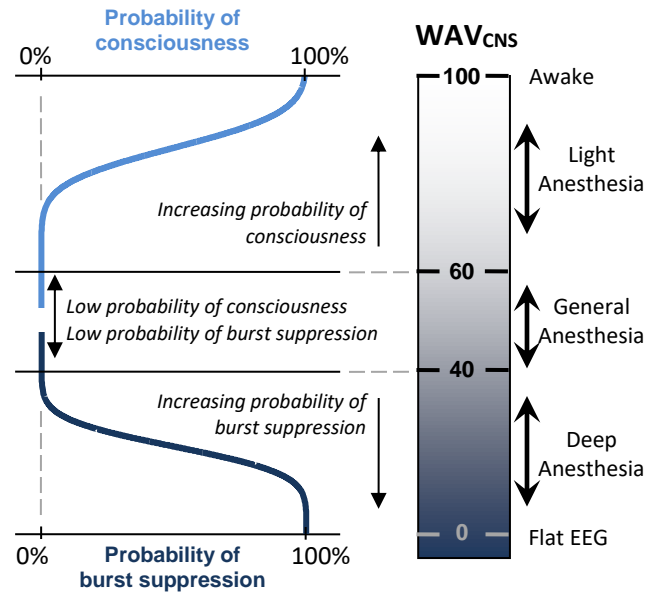 Probability of
consciousness
0%
100%
WAVCNS
100
Awake
Light
Anesthesia
Increasing probability of
consciousness
60
Low probability of consciousness
Low probability of burst suppression
General
Anesthesia
40
Increasing probability of
burst suppression
Deep
Anesthesia
0
Flat EEG
0%
100%
Probability of
burst suppression